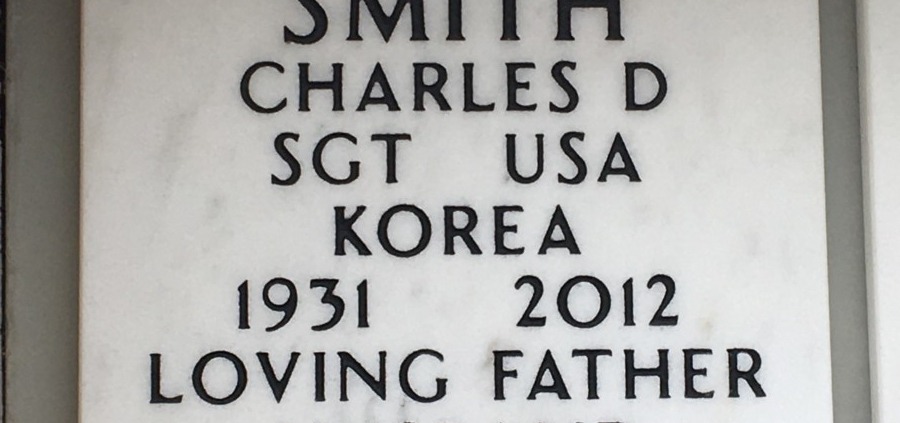 SMITH
CHARLES D
SGT USA
KOREA
1931 2012
LOVING FATHER